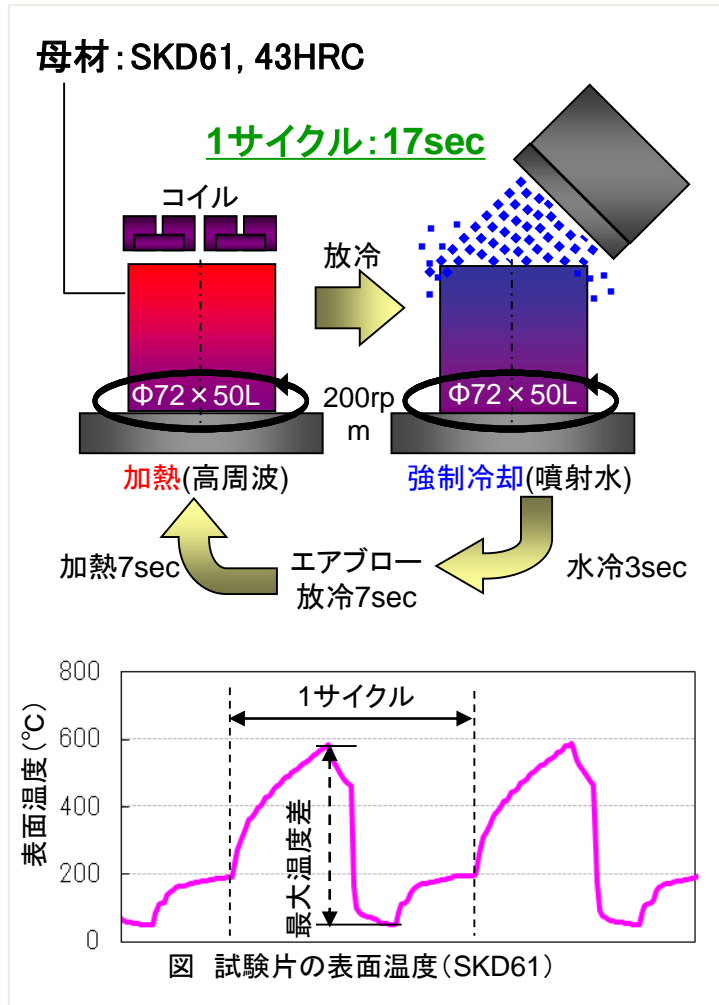 母材：SKD61, 43HRC
1サイクル：17sec
コイル
放冷
Φ72×50L
200rp
m
Φ72×50L
加熱(高周波)
強制冷却(噴射水)
加熱7sec
エアブロー
放冷7sec
水冷3sec
800
600
400
200
0
表面温度(℃)
1サイクル
最大温度差
図 試験片の表面温度(SKD61)